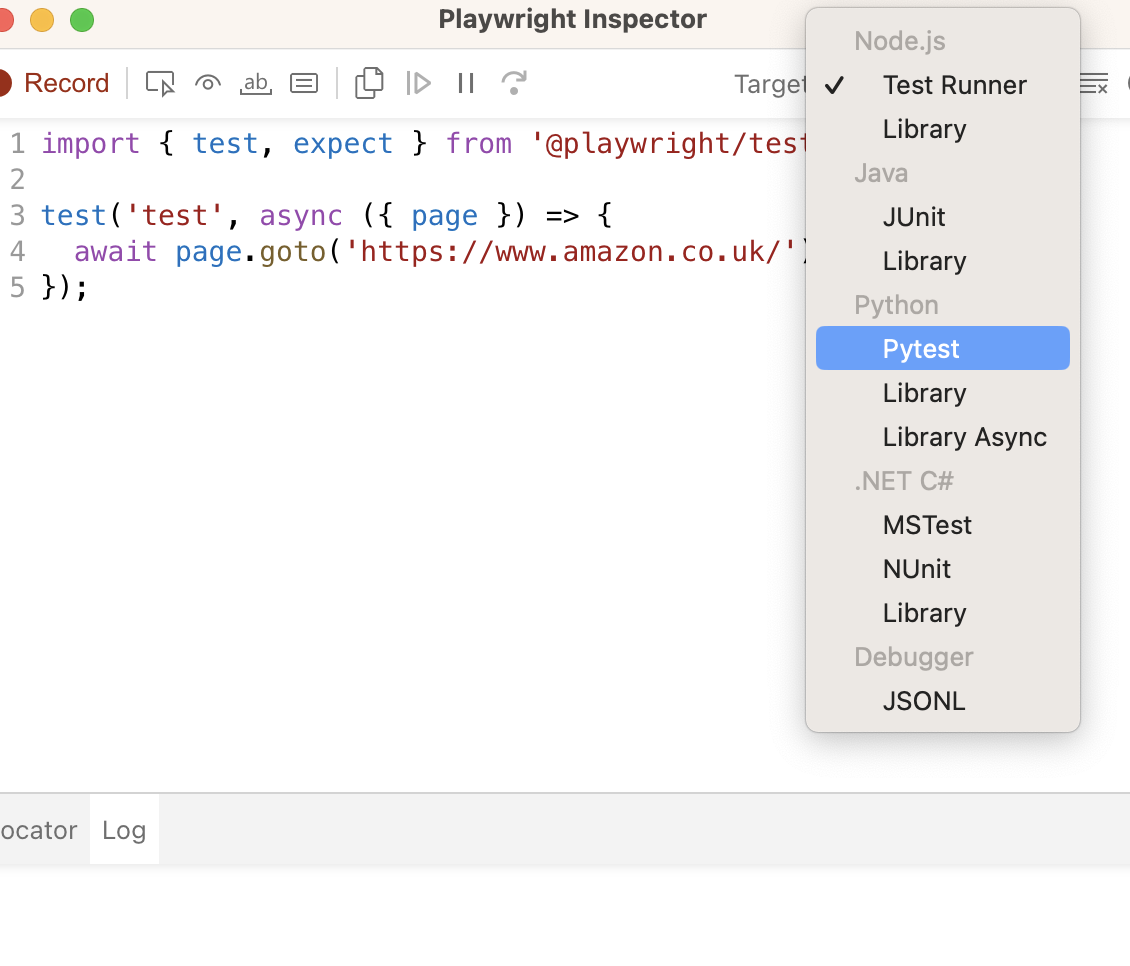 Playwright Inspector
Record
ab
Target
1 import { test, expect } from '@playwright/test
2
3 test('test', async ({ page }) => {
4   await page.goto('https://www.amazon.co.uk/')
5 });
Node.js
✓ Test Runner
Library
Java
JUnit
Library
Python
Pytest
Library
Library Async
.NET C#
MSTest
NUnit
Library
Debugger
JSONL
ocator
Log